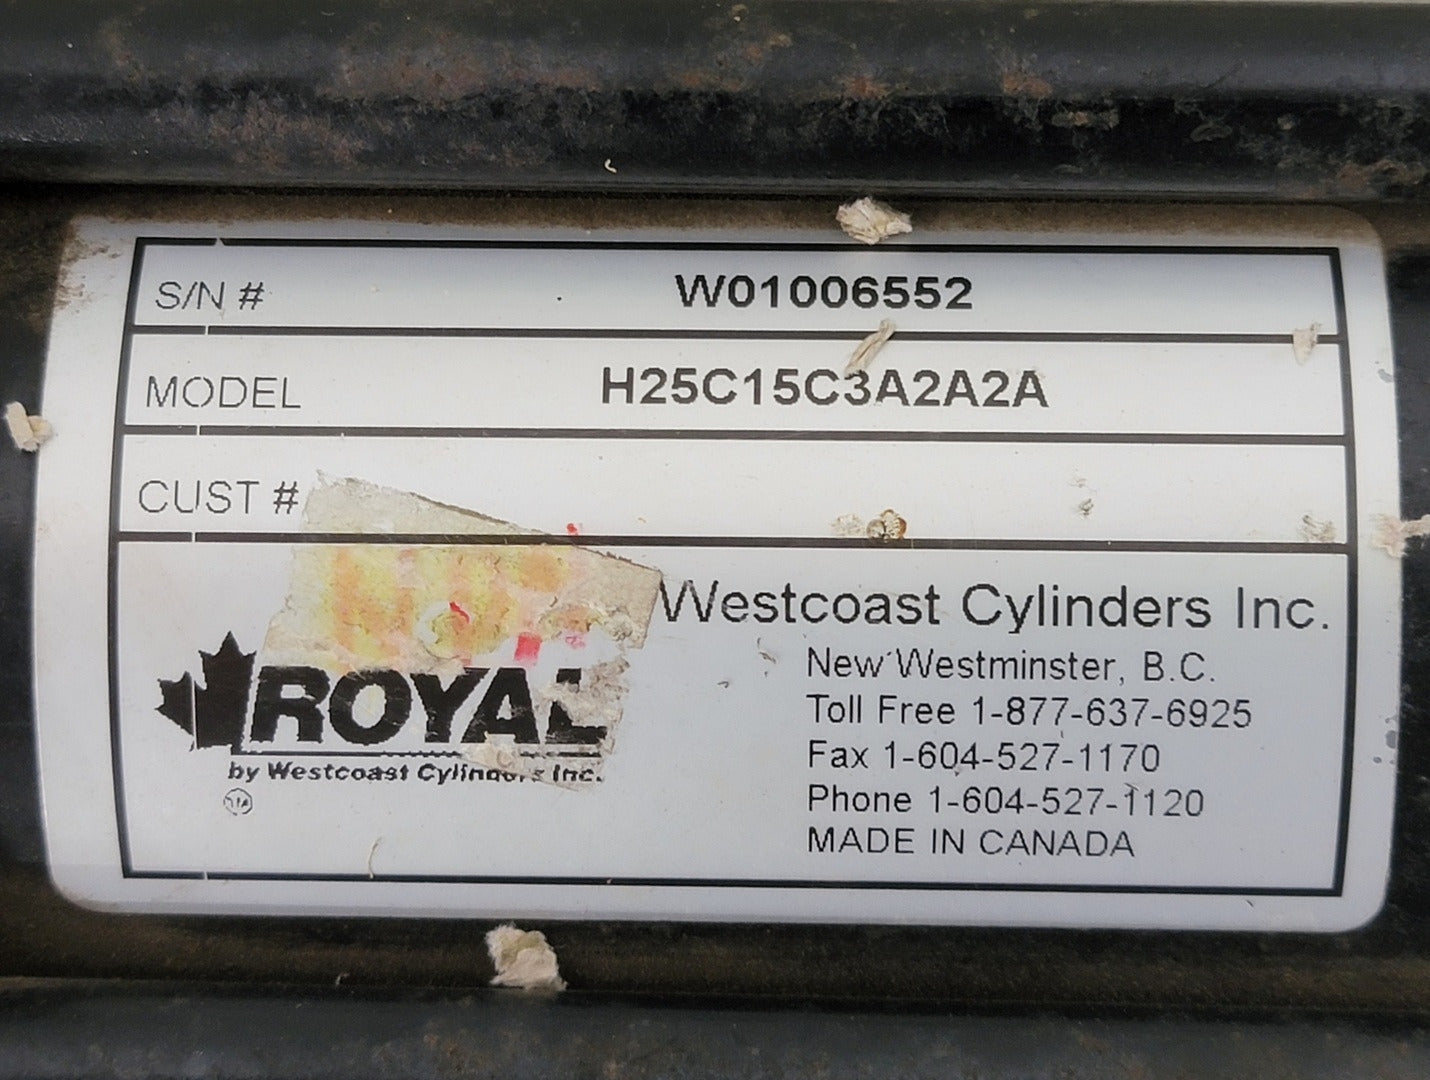 S/N # W01006552
MODEL H25C15C3A2A2A
CUST #
Westcoast Cylinders Inc.
New Westminster, B.C.
Toll Free 1-877-637-6925
Fax 1-604-527-1170
Phone 1-604-527-1120
MADE IN CANADA
ROYAL
by Westcoast Cylinders Inc.